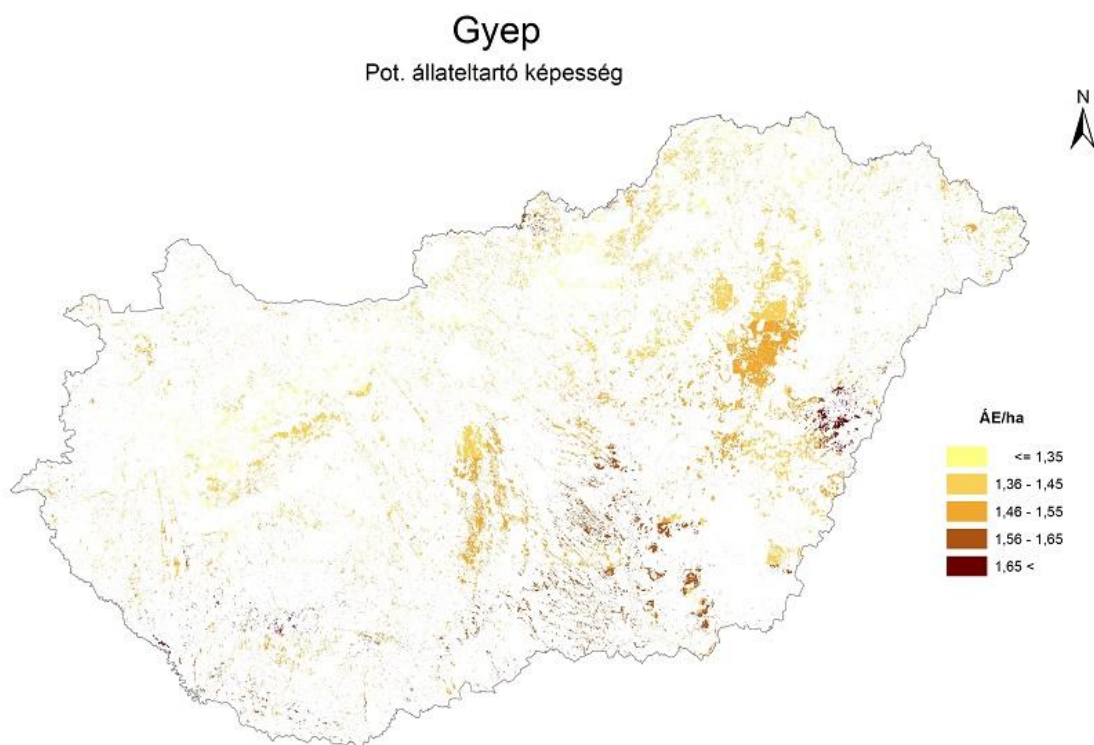 Gyep
Pot. állateltartó képesség
N
ÁE/ha
<= 1,35
1,36 - 1,45
1,46 - 1,55
1,56 - 1,65
1,65 <